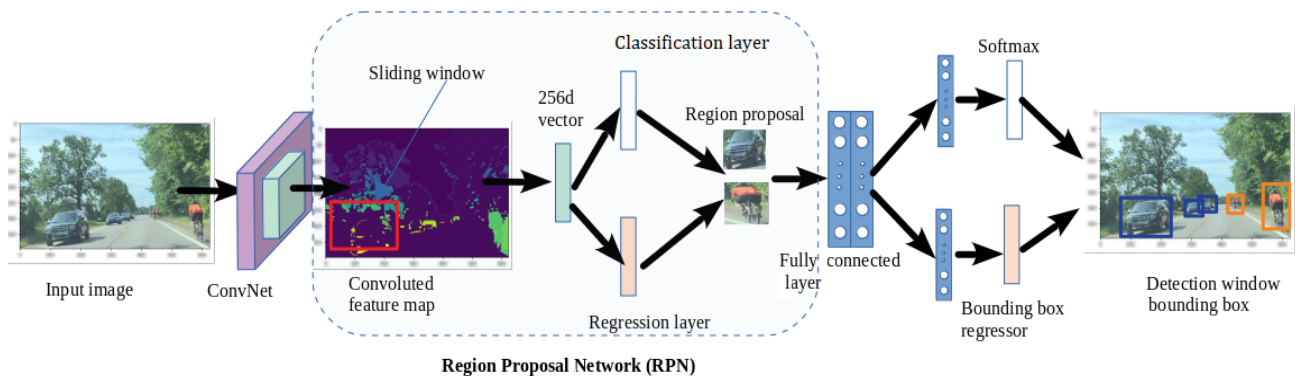 Classification layer
Softmax
Sliding window
256d
vector
Region proposal
Input image
ConvNet
Convoluted
feature map
Regression layer
Fully connected
layer
Bounding box
regressor
Detection window
bounding box
Region Proposal Network (RPN)